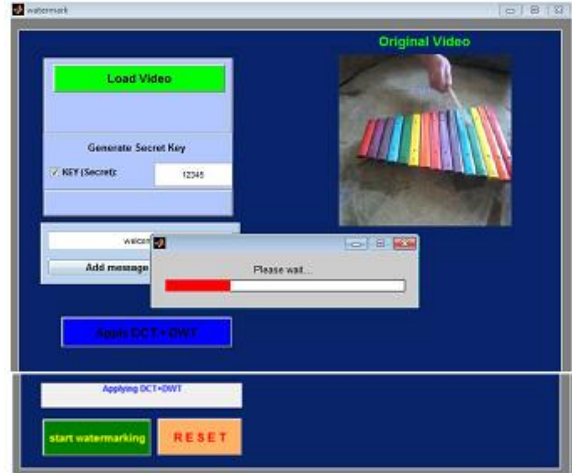 watermark
Original Video
Load Video
Generate Secret Key
KEY (Secret):
12345
welcom
Add message
Please wait...
Apply DCT+DWT
Applying DCT+DWT
start watermarking
RESET